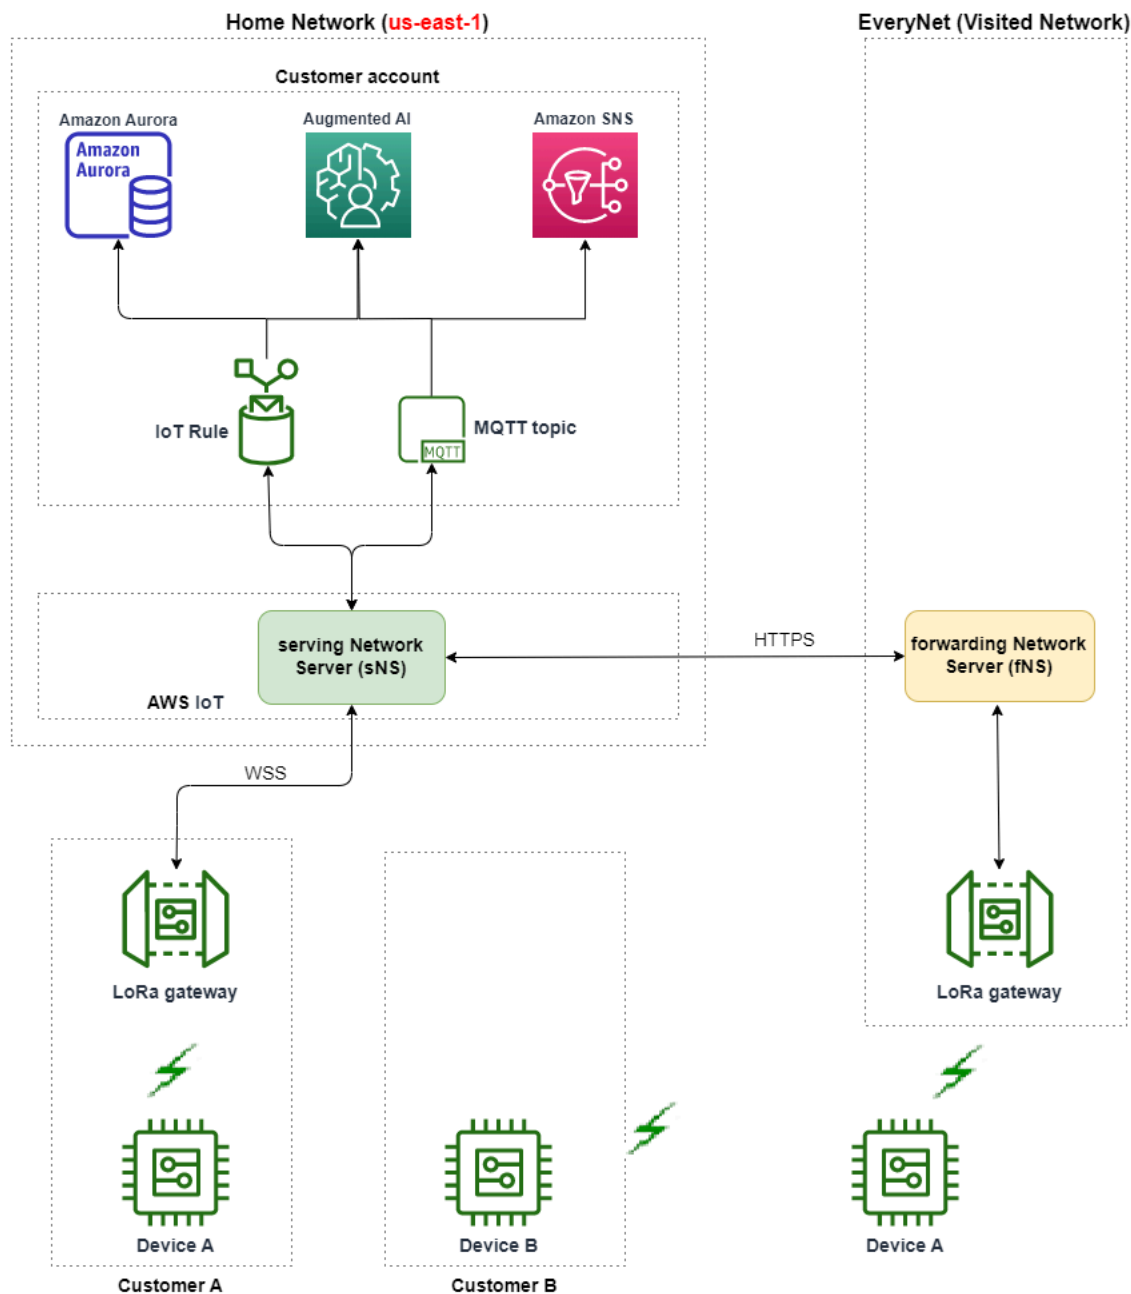 Home Network (us-east-1)
EveryNet (Visited Network)
Customer account
Amazon Aurora
Augmented AI
Amazon SNS
Amazon
Aurora
IoT Rule
MQTT topic
MQTT
HTTPS
serving Network
Server (sNS)
forwarding Network
Server (fNS)
AWS IoT
WSS
LoRa gateway
LoRa gateway
Device A
Device B
Device A
Customer A
Customer B